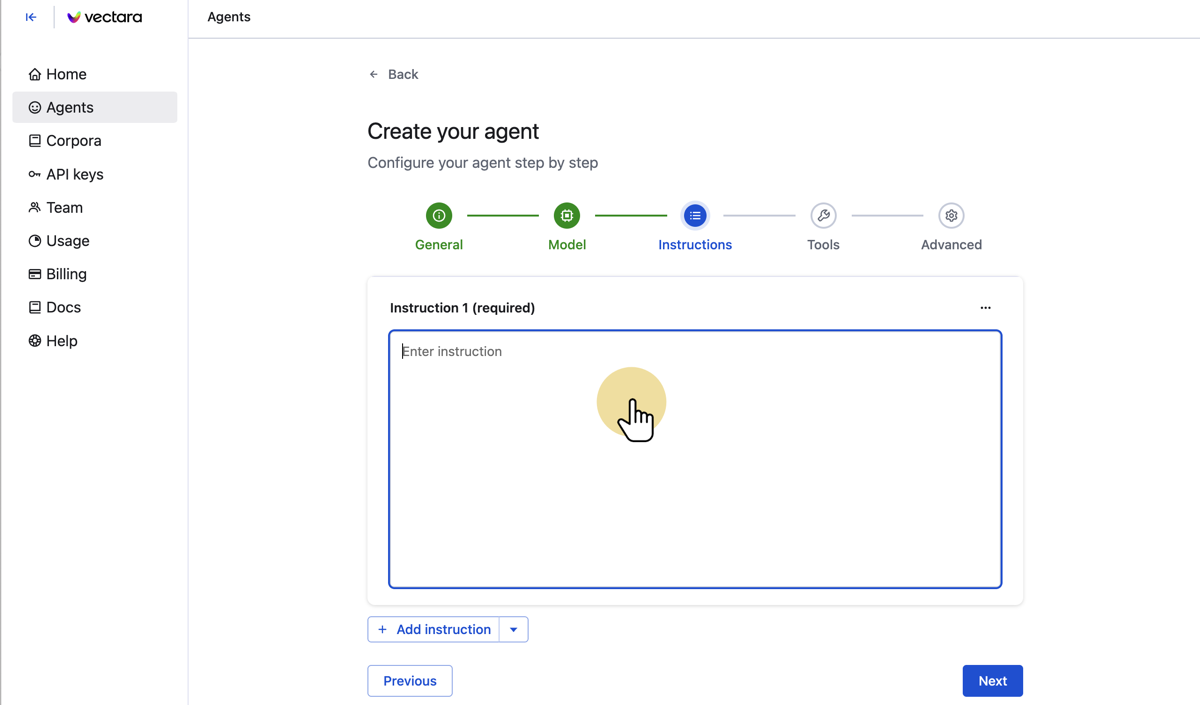 vectara
Agents
Home
Agents
Corpora
API keys
Team
Usage
Billing
Docs
Help
Back
Create your agent
Configure your agent step by step
General
Model
Instructions
Tools
Advanced
Instruction 1 (required)
Enter instruction
+ Add instruction
Previous
Next